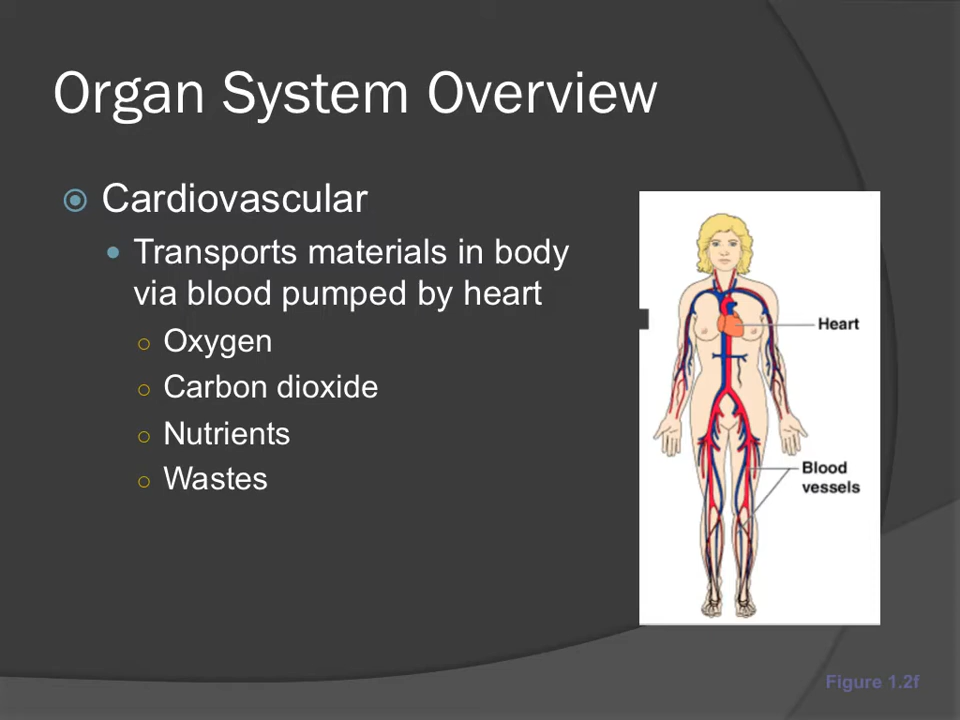 Organ System Overview
Cardiovascular
Transports materials in body
via blood pumped by heart
Oxygen
Carbon dioxide
Nutrients
Wastes
Heart
Blood
vessels
Figure 1.2f